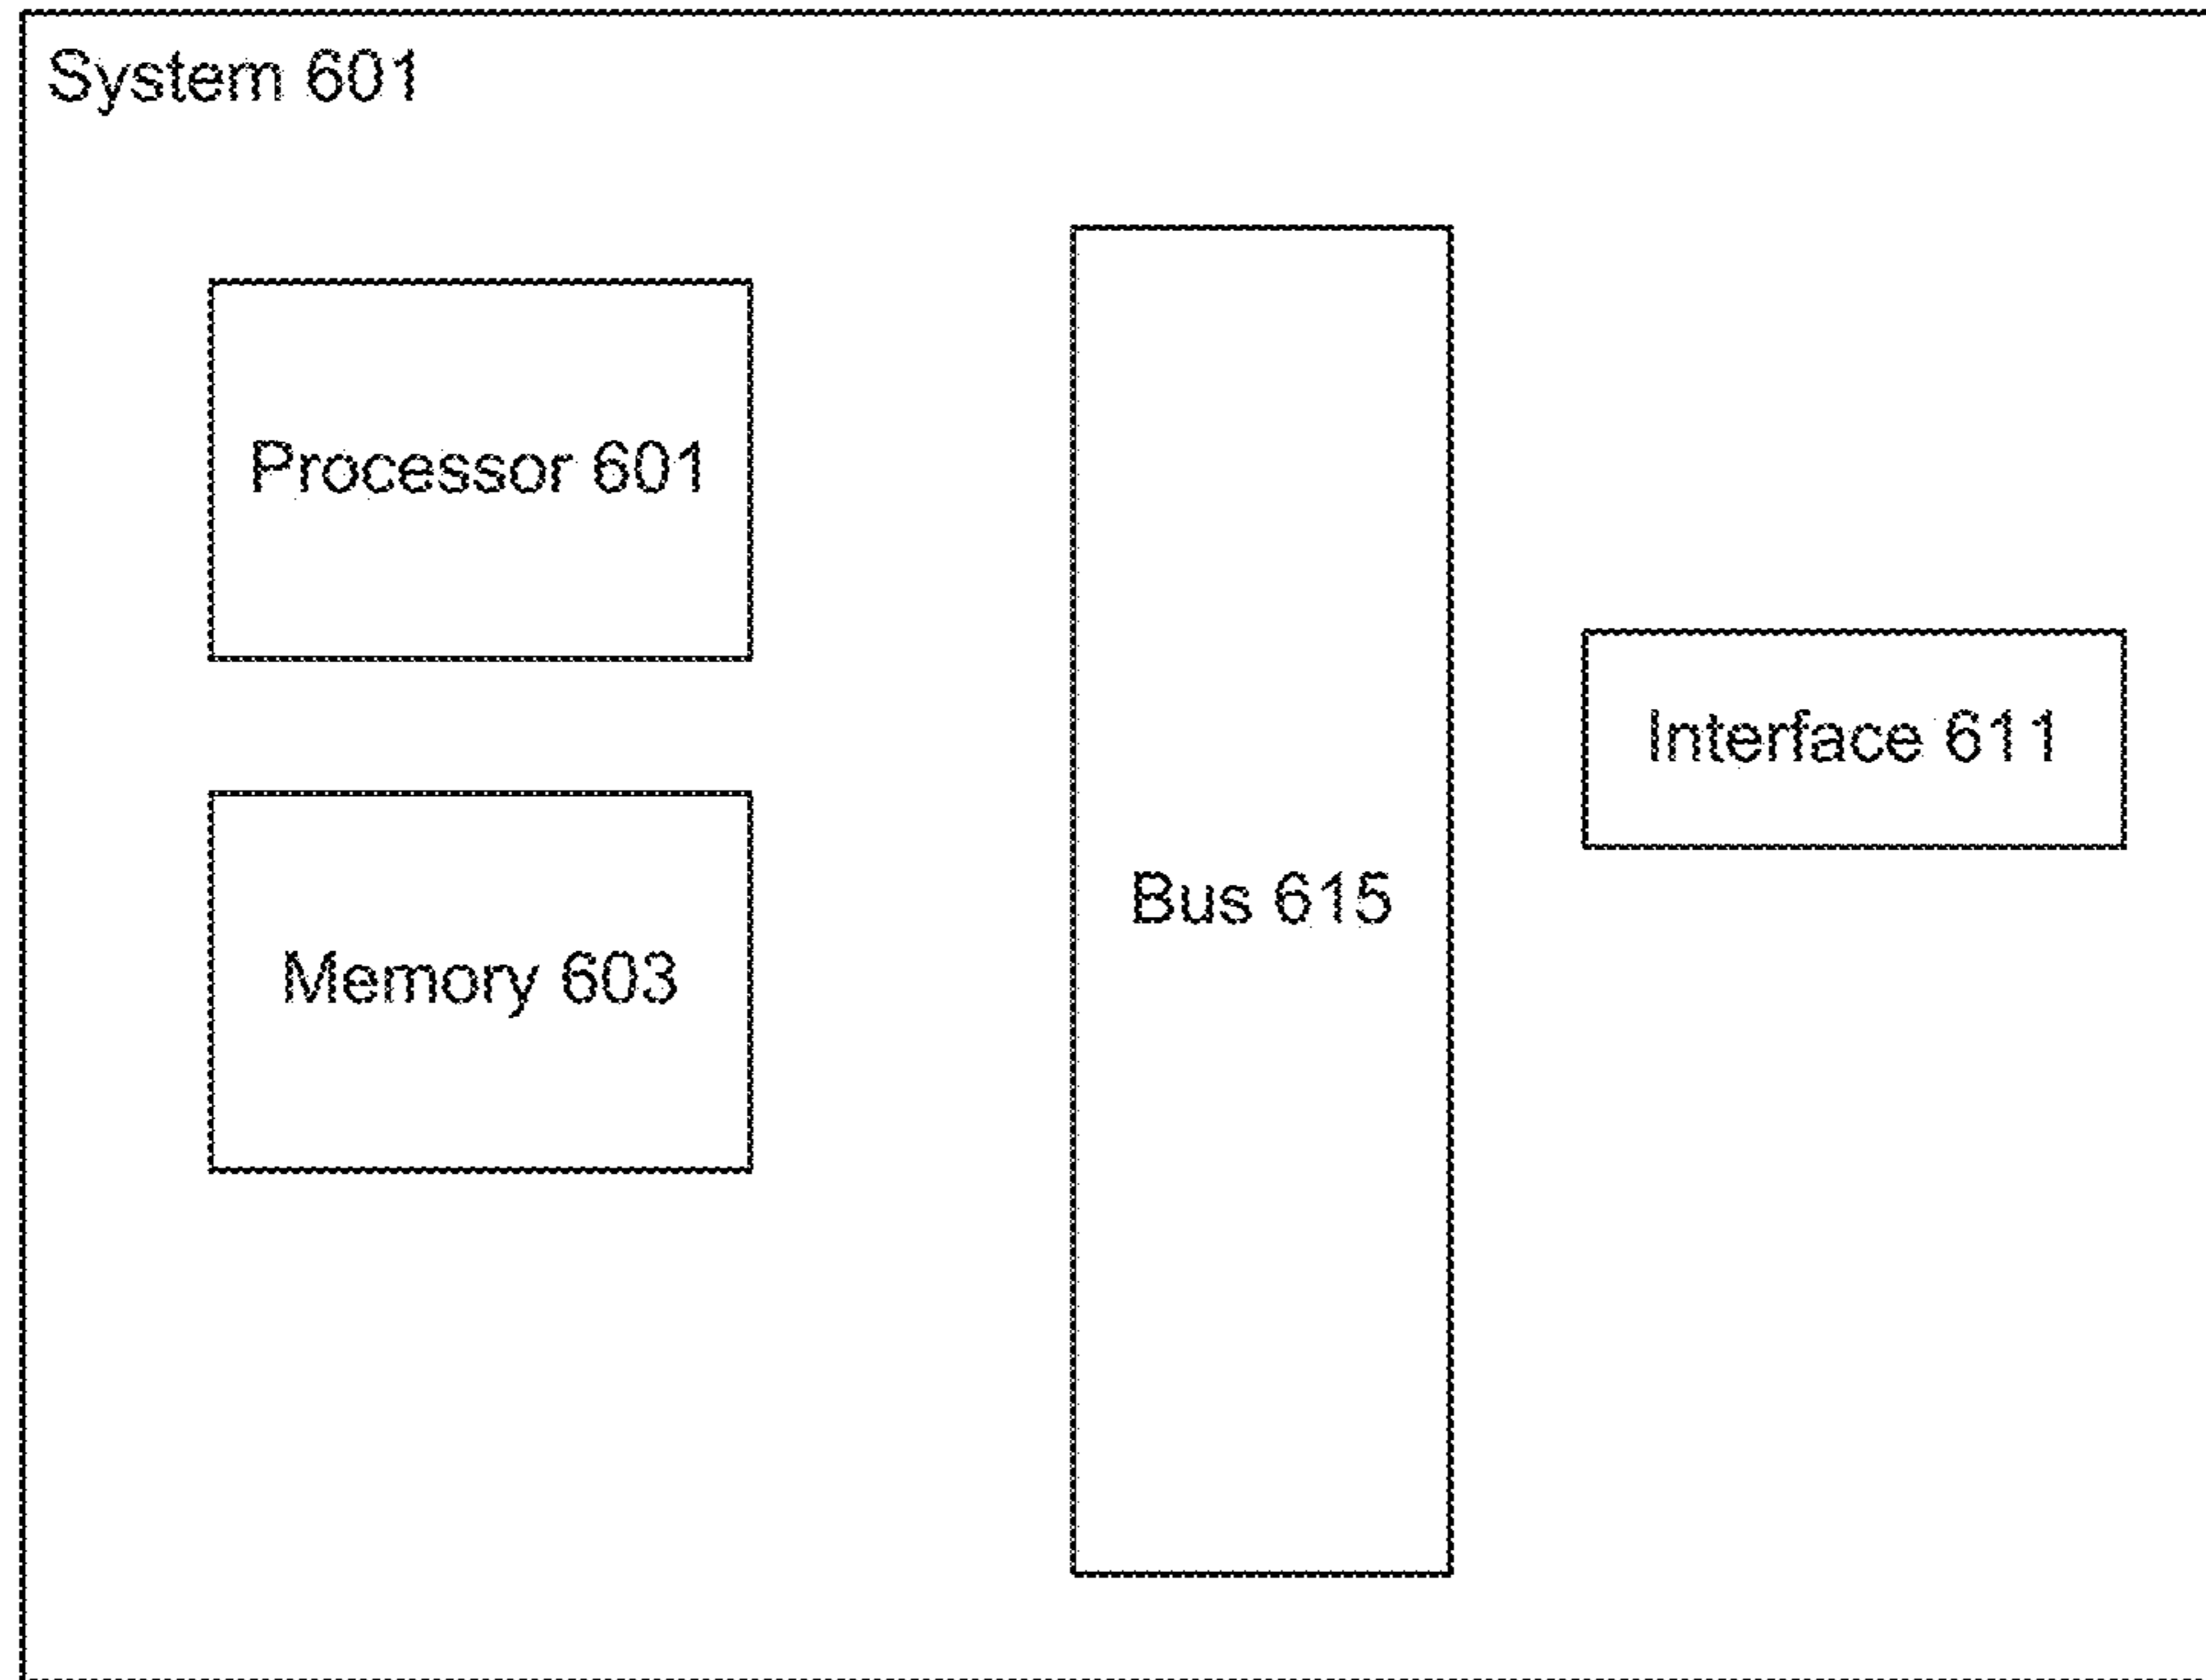 System 601
Processor 601
Memory 603
Bus 615
Interface 611